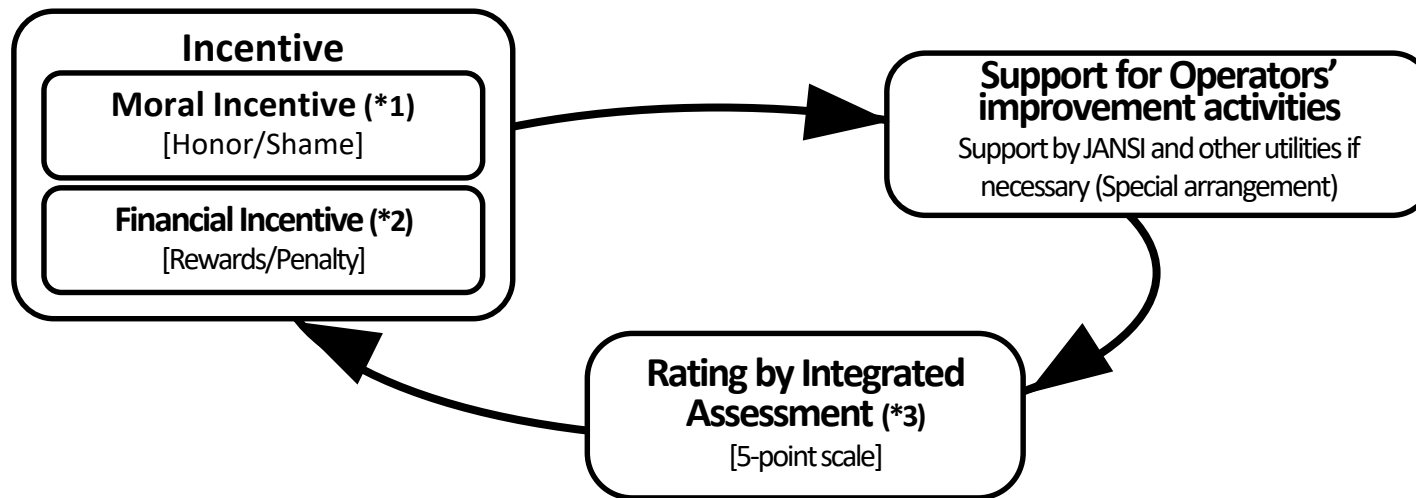 Incentive
Moral Incentive (*1)
[Honor/Shame]
Financial Incentive (*2)
[Rewards/Penalty]
Support for Operators’
improvement activities
Support by JANSI and other utilities if
necessary (Special arrangement)
Rating by Integrated
Assessment (*3)
[5-point scale]